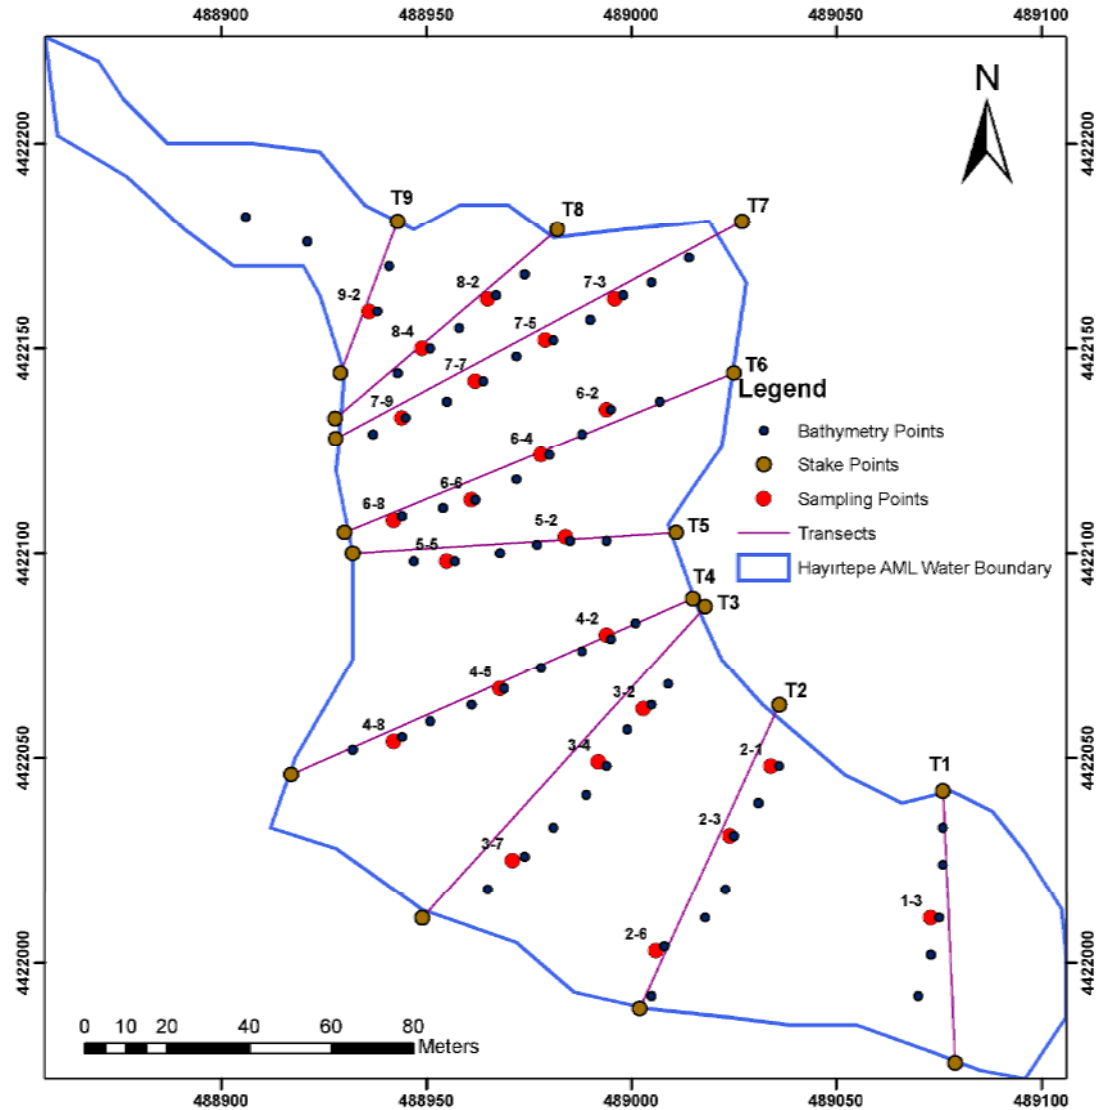 488900 488950 489000 489050 489100
N
4422200 4422200
T9 T8 T7
8-2 7-3
9-2
8-4 7-5
4422150 4422150
7-7
T6
Legend
7-9 6-2
Bathymetry Points
6-4
Stake Points
6-6
Sampling Points
6-8
5-2
T5
Transects
5-5
4422100 4422100
Hayırtepe AML Water Boundary
T4
T3
4-2
4-5
3-2
T2
4-8
3-4
2-1
4422050 4422050
T1
2-3
3-7
1-3
2-6
4422000 4422000
0 10 20 40 60 80
Meters
488900 488950 489000 489050 489100